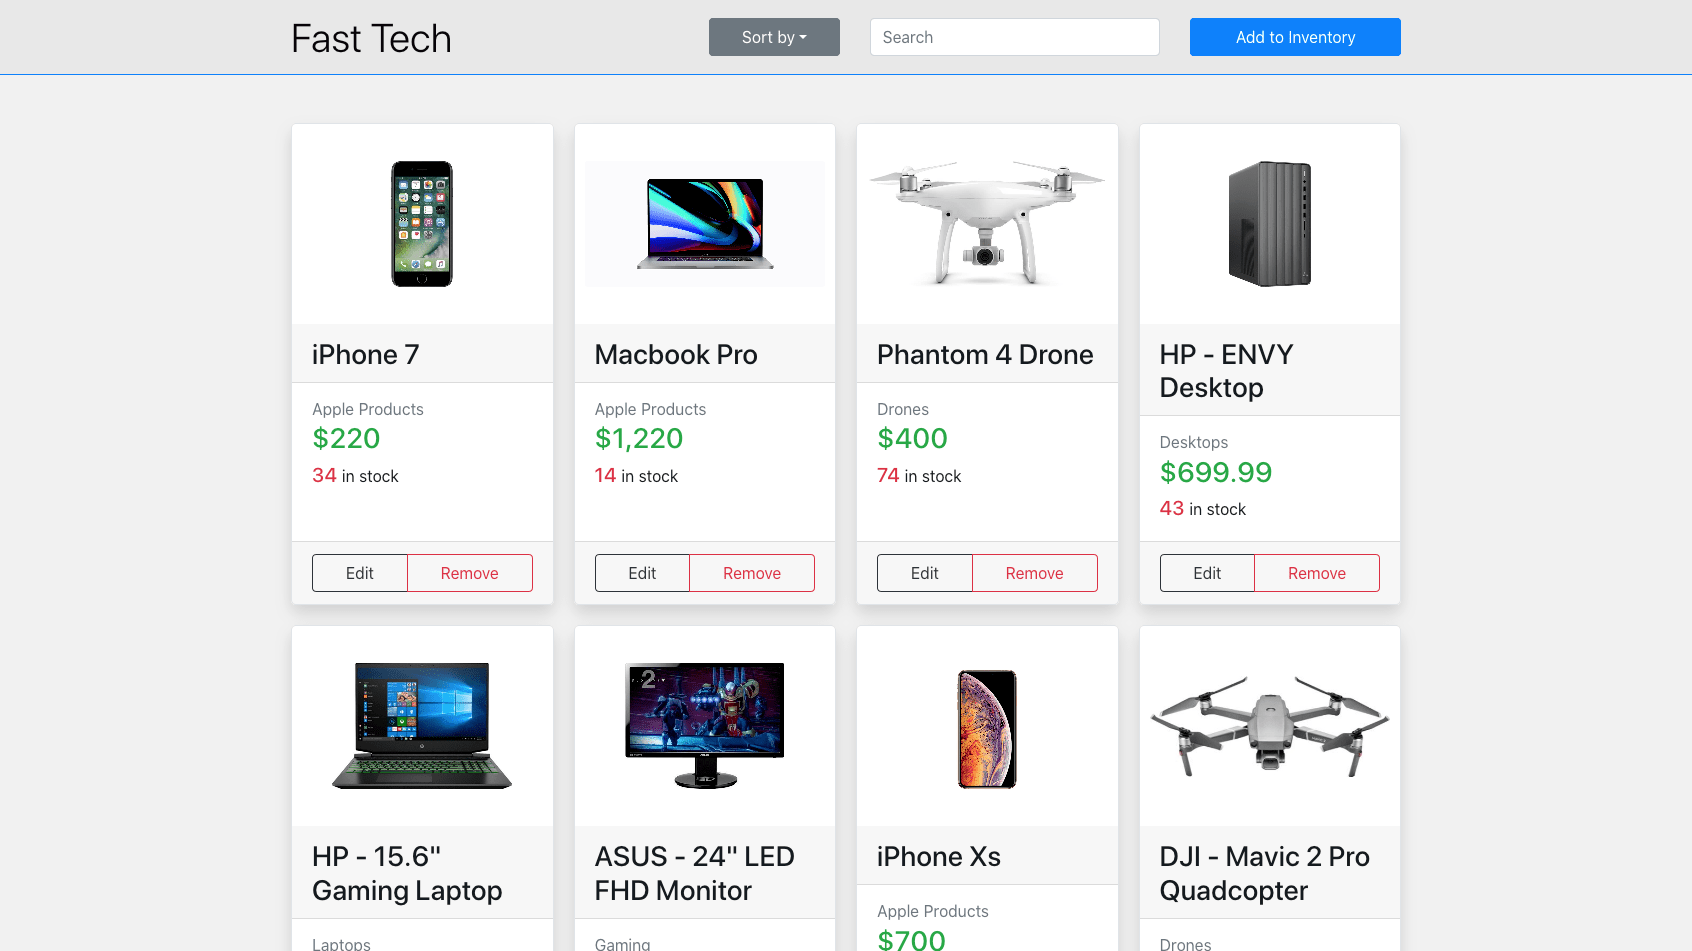 Fast Tech
Sort by
Search
Add to Inventory
iPhone 7
Apple Products
$220
34 in stock
Edit
Remove
Macbook Pro
Apple Products
$1,220
14 in stock
Edit
Remove
Phantom 4 Drone
Drones
$400
74 in stock
Edit
Remove
HP - ENVY
Desktop
Desktops
$699.99
43 in stock
Edit
Remove
HP - 15.6"
Gaming Laptop
Laptops
ASUS - 24" LED
FHD Monitor
Gaming
iPhone Xs
Apple Products
$700
DJI - Mavic 2 Pro
Quadcopter
Drones